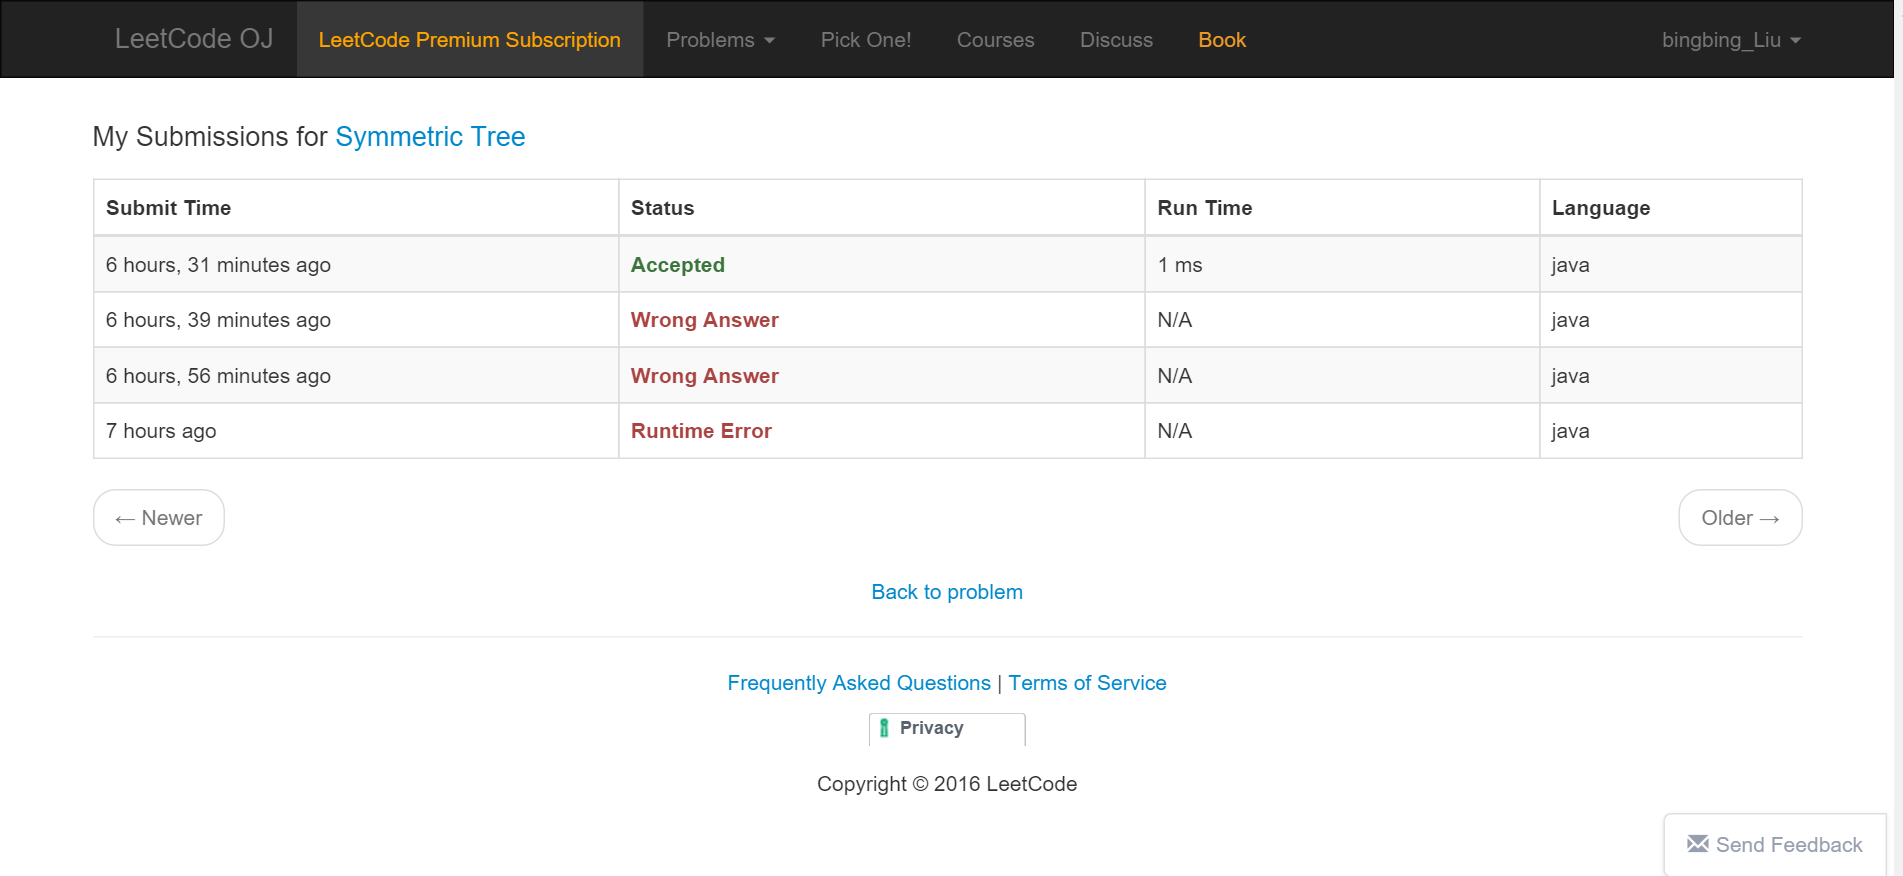 LeetCode OJ LeetCode Premium Subscription Problems Pick One! Courses Discuss Book bingbing_Liu
My Submissions for Symmetric Tree
Submit Time Status Run Time Language
6 hours, 31 minutes ago Accepted 1 ms java
6 hours, 39 minutes ago Wrong Answer N/A java
6 hours, 56 minutes ago Wrong Answer N/A java
7 hours ago Runtime Error N/A java
← Newer Older →
Back to problem
Frequently Asked Questions | Terms of Service
Privacy
Copyright © 2016 LeetCode
Send Feedback